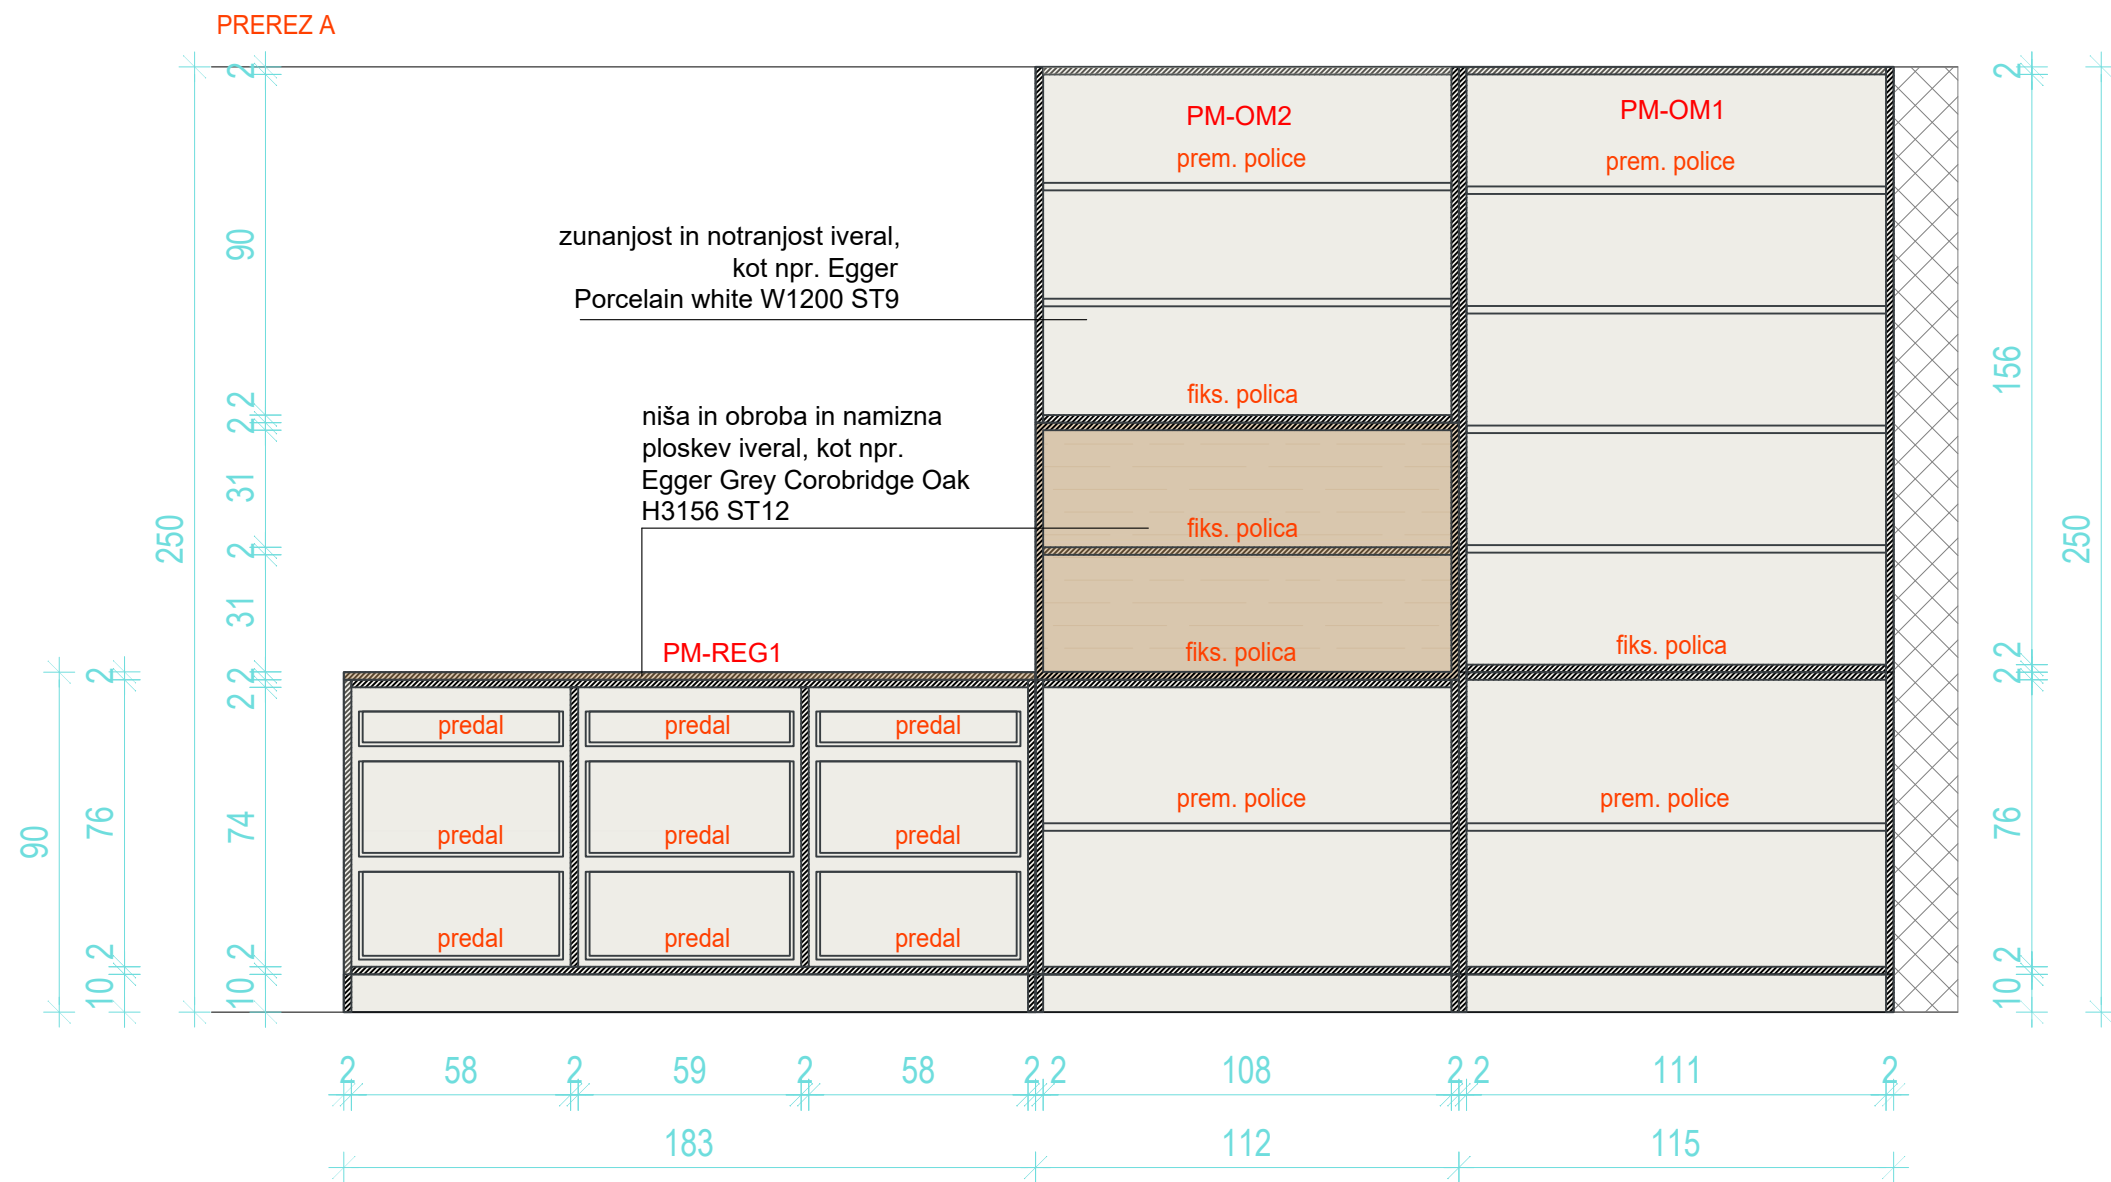 PREREZ A
PM-OM2
prem. police
PM-OM1
prem. police
zunanjost in notranjost iveral,
kot npr. Egger
Porcelain white W1200 ST9
fiks. polica
niša in obroba in namizna
ploskev iveral, kot npr.
Egger Grey Corobridge Oak
H3156 ST12
fiks. polica
fiks. polica
fiks. polica
PM-REG1
predal predal predal
predal predal predal
predal predal predal
prem. police
prem. police
90
2
76
2
10
250
2
90
2
2
31
2
31
2
2
74
2
10
2
156
2
2
76
2
10
250
2 58 2 59 2 58 2 2 108 2 2 111 2
183 112 115